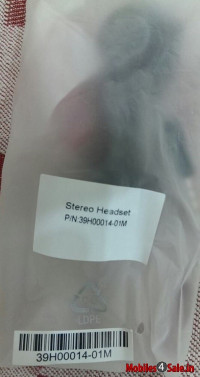 Stereo Headset
P/N:39H00014-01M
39H00014-01M
Mobiles4Sale.in